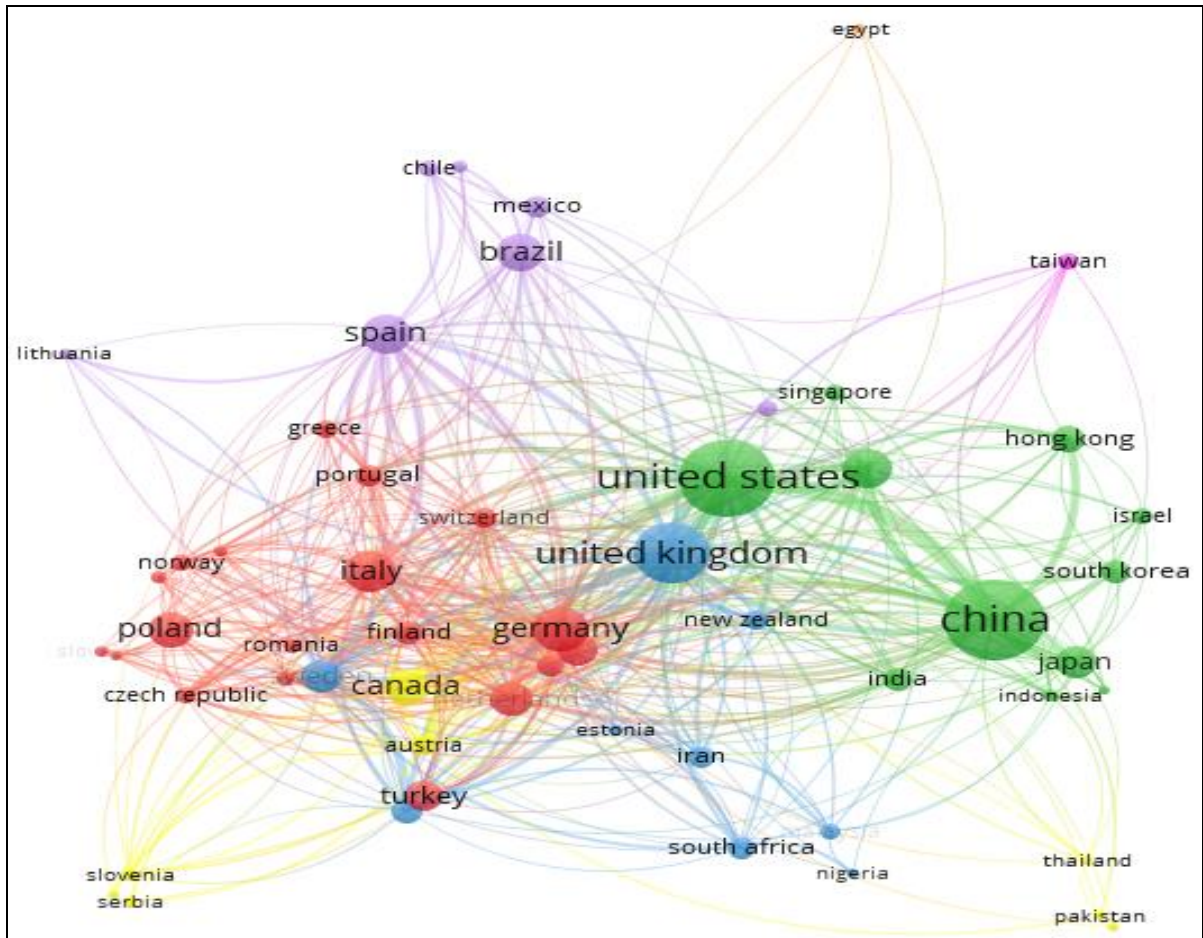 egypt
chile
mexico
brazil
taiwan
spain
lithuania
singapore
greece
hong kong
portugal
united states
switzerland
israel
united kingdom
norway
italy
south korea
china
new zealand
poland
finland
germany
romania
japan
sweden
canada
india
czech republic
indonesia
estonia
austria
iran
turkey
south africa
thailand
nigeria
slovenia
serbia
pakistan